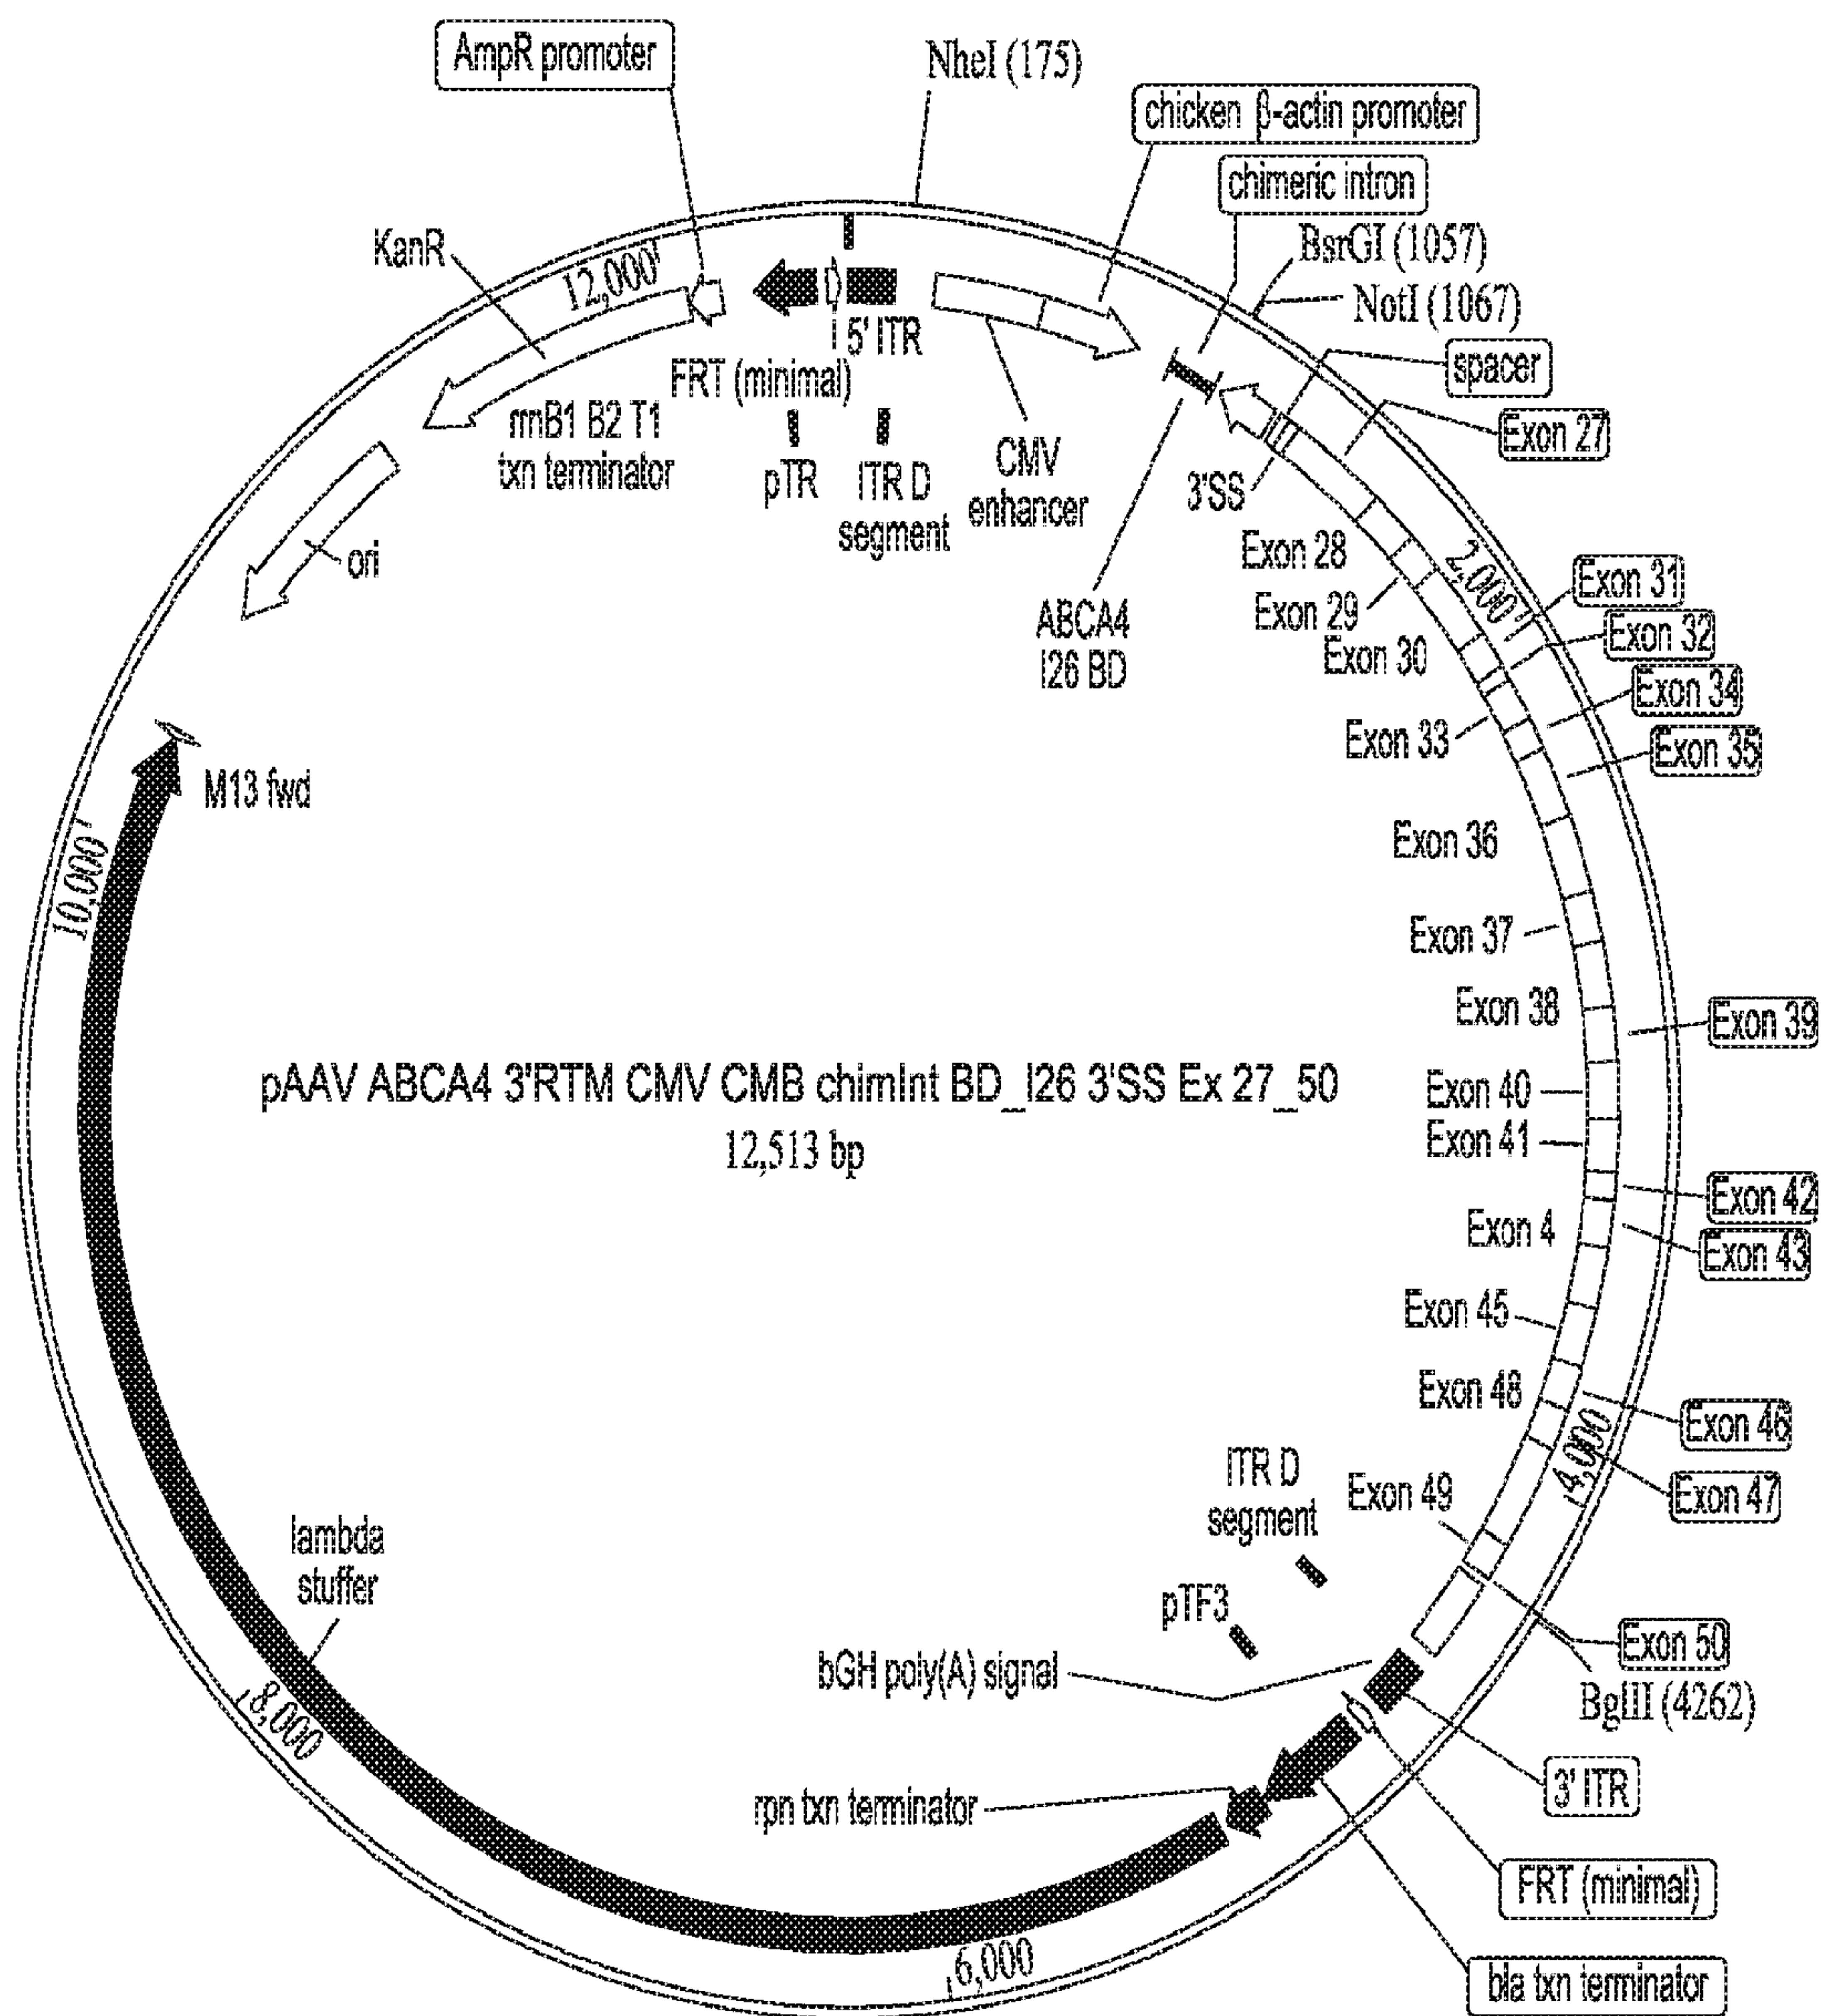 AmpR promoter
NheI (175)
chicken β-actin promoter
chimeric intron
BsrGI (1057)
NotI (1067)
spacer
Exon 27
KanR
12,000
5' ITR
FRT (minimal)
rrnB1 B2 T1
txn terminator
pTR
ITR D
segment
CMV
enhancer
3'SS
ori
ABCA4
I26 BD
Exon 28
Exon 29
Exon 30
2,000
Exon 31
Exon 32
Exon 34
Exon 33
Exon 35
M13 fwd
10,000
Exon 36
Exon 37
Exon 38
Exon 39
pAAV ABCA4 3'RTM CMV CMB chimInt BD_I26 3'SS Ex 27_50
12,513 bp
Exon 40
Exon 41
Exon 42
Exon 4
Exon 43
Exon 45
Exon 48
Exon 46
4,000
Exon 47
Exon 49
ITR D
segment
pTF3
lambda
stuffer
8,000
bGH poly(A) signal
Exon 50
BglII (4262)
3' ITR
rpn txn terminator
FRT (minimal)
6,000
bla txn terminator